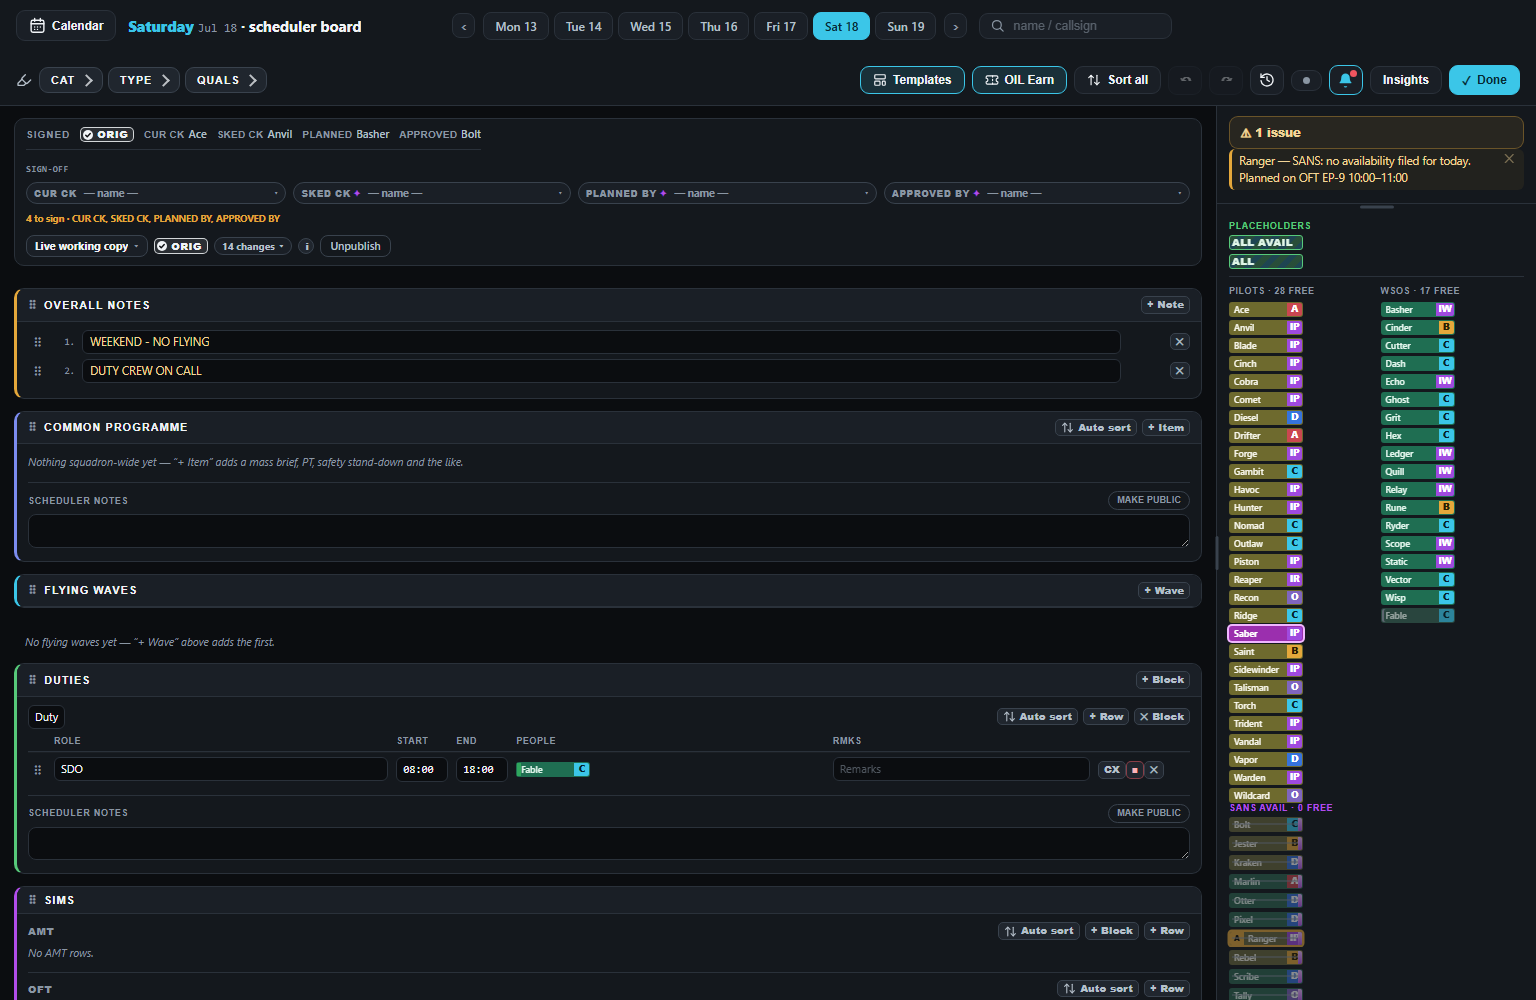 Calendar
Saturday Jul 18 · scheduler board
‹ Mon 13 Tue 14 Wed 15 Thu 16 Fri 17 Sat 18 Sun 19 ›
name / callsign
CAT TYPE QUALS
Templates OIL Earn Sort all Insights ✓ Done
SIGNED ORIG CUR CK Ace SKED CK Anvil PLANNED Basher APPROVED Bolt
SIGN-OFF
CUR CK — name — SKED CK — name — PLANNED BY — name — APPROVED BY — name —
4 to sign · CUR CK, SKED CK, PLANNED BY, APPROVED BY
Live working copy ORIG 14 changes i Unpublish
OVERALL NOTES + Note
1. WEEKEND - NO FLYING
2. DUTY CREW ON CALL
COMMON PROGRAMME Auto sort + Item
Nothing squadron-wide yet — "+ Item" adds a mass brief, PT, safety stand-down and the like.
SCHEDULER NOTES MAKE PUBLIC
FLYING WAVES + Wave
No flying waves yet — "+ Wave" above adds the first.
DUTIES + Block
Duty Auto sort + Row × Block
ROLE START END PEOPLE RMKS
SDO 08:00 18:00 Fable C Remarks CX
SCHEDULER NOTES MAKE PUBLIC
SIMS
AMT Auto sort + Block + Row
No AMT rows.
OFT Auto sort + Row
⚠ 1 issue
Ranger — SANS: no availability filed for today.
Planned on OFT EP-9 10:00–11:00
PLACEHOLDERS
ALL AVAIL
ALL
PILOTS · 28 FREE
Ace A
Anvil IP
Blade IP
Cinch IP
Cobra IP
Comet IP
Diesel D
Drifter A
Forge IP
Gambit C
Havoc IP
Hunter IP
Nomad C
Outlaw C
Piston IP
Reaper IR
Recon O
Ridge C
Saber IP
Saint B
Sidewinder IP
Talisman O
Torch C
Trident IP
Vandal IP
Vapor D
Warden IP
Wildcard O
WSOS · 17 FREE
Basher IW
Cinder B
Cutter C
Dash C
Echo IW
Ghost C
Grit C
Hex C
Ledger IW
Quill IW
Relay IW
Rune B
Ryder C
Scope IW
Static IW
Vector C
Wisp C
Fable C
SANS AVAIL · 0 FREE
Bolt C
Jester B
Kraken D
Marlin A
Otter D
Pixel D
A Ranger IP
Rebel B
Scribe D
Tally O